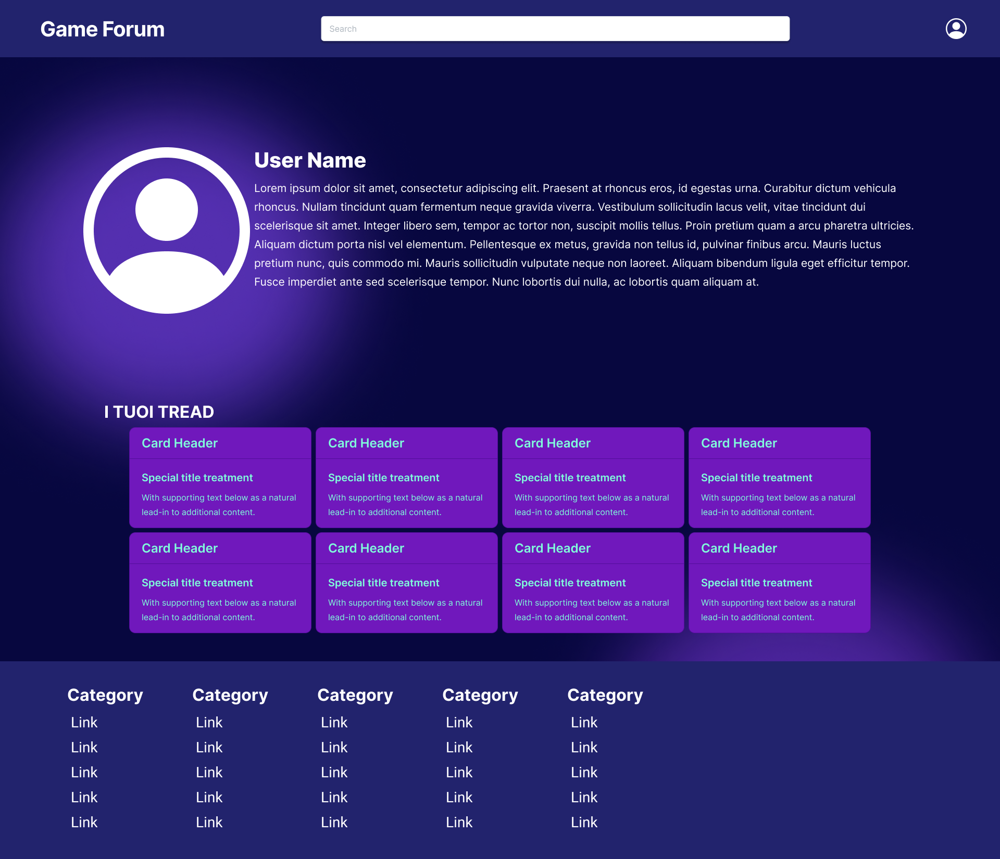 Game Forum
Search
User Name
Lorem ipsum dolor sit amet, consectetur adipiscing elit. Praesent at rhoncus eros, id egestas urna. Curabitur dictum vehicula
rhoncus. Nullam tincidunt quam fermentum neque gravida viverra. Vestibulum sollicitudin lacus velit, vitae tincidunt dui
scelerisque sit amet. Integer libero sem, tempor ac tortor non, suscipit mollis tellus. Proin pretium quam a arcu pharetra ultricies.
Aliquam dictum porta nisl vel elementum. Pellentesque ex metus, gravida non tellus id, pulvinar finibus arcu. Mauris luctus
pretium nunc, quis commodo mi. Mauris sollicitudin vulputate neque non laoreet. Aliquam bibendum ligula eget efficitur tempor.
Fusce imperdiet ante sed scelerisque tempor. Nunc lobortis dui nulla, ac lobortis quam aliquam at.
I TUOI TREAD
Card Header
Special title treatment
With supporting text below as a natural
lead-in to additional content.
Card Header
Special title treatment
With supporting text below as a natural
lead-in to additional content.
Card Header
Special title treatment
With supporting text below as a natural
lead-in to additional content.
Card Header
Special title treatment
With supporting text below as a natural
lead-in to additional content.
Card Header
Special title treatment
With supporting text below as a natural
lead-in to additional content.
Card Header
Special title treatment
With supporting text below as a natural
lead-in to additional content.
Card Header
Special title treatment
With supporting text below as a natural
lead-in to additional content.
Card Header
Special title treatment
With supporting text below as a natural
lead-in to additional content.
Category
Link
Link
Link
Link
Link
Category
Link
Link
Link
Link
Link
Category
Link
Link
Link
Link
Link
Category
Link
Link
Link
Link
Link
Category
Link
Link
Link
Link
Link